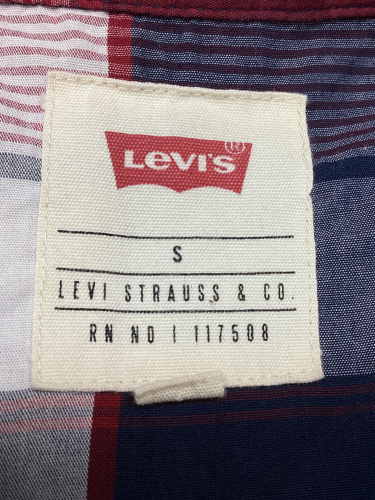 LEVI'S®
S
LEVI STRAUSS & CO.
RN NO | 117508